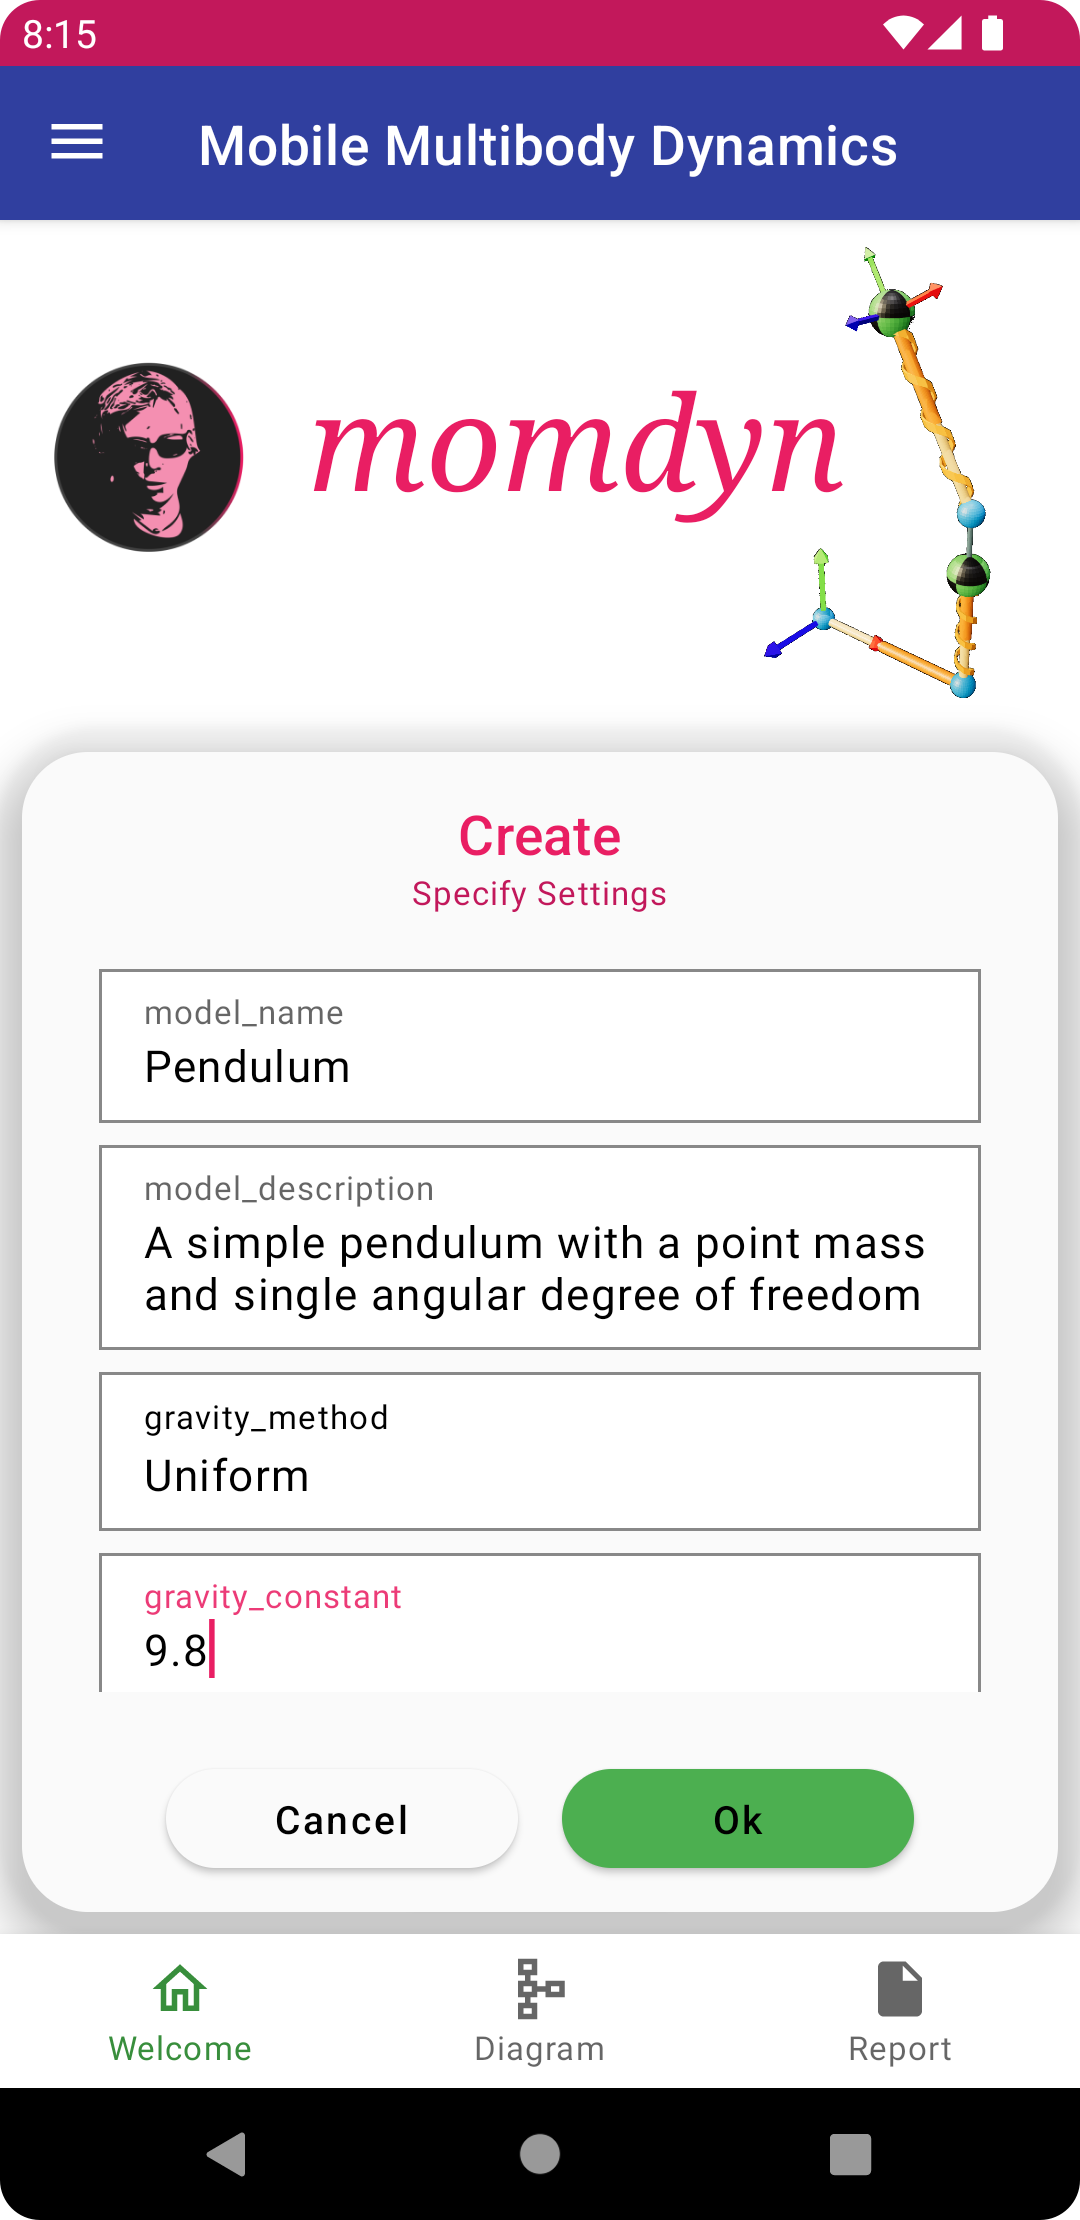 8:15
Mobile Multibody Dynamics
momdyn
Create
Specify Settings
model_name
Pendulum
model_description
A simple pendulum with a point mass
and single angular degree of freedom
gravity_method
Uniform
gravity_constant
9.8
Cancel
Ok
Welcome
Diagram
Report